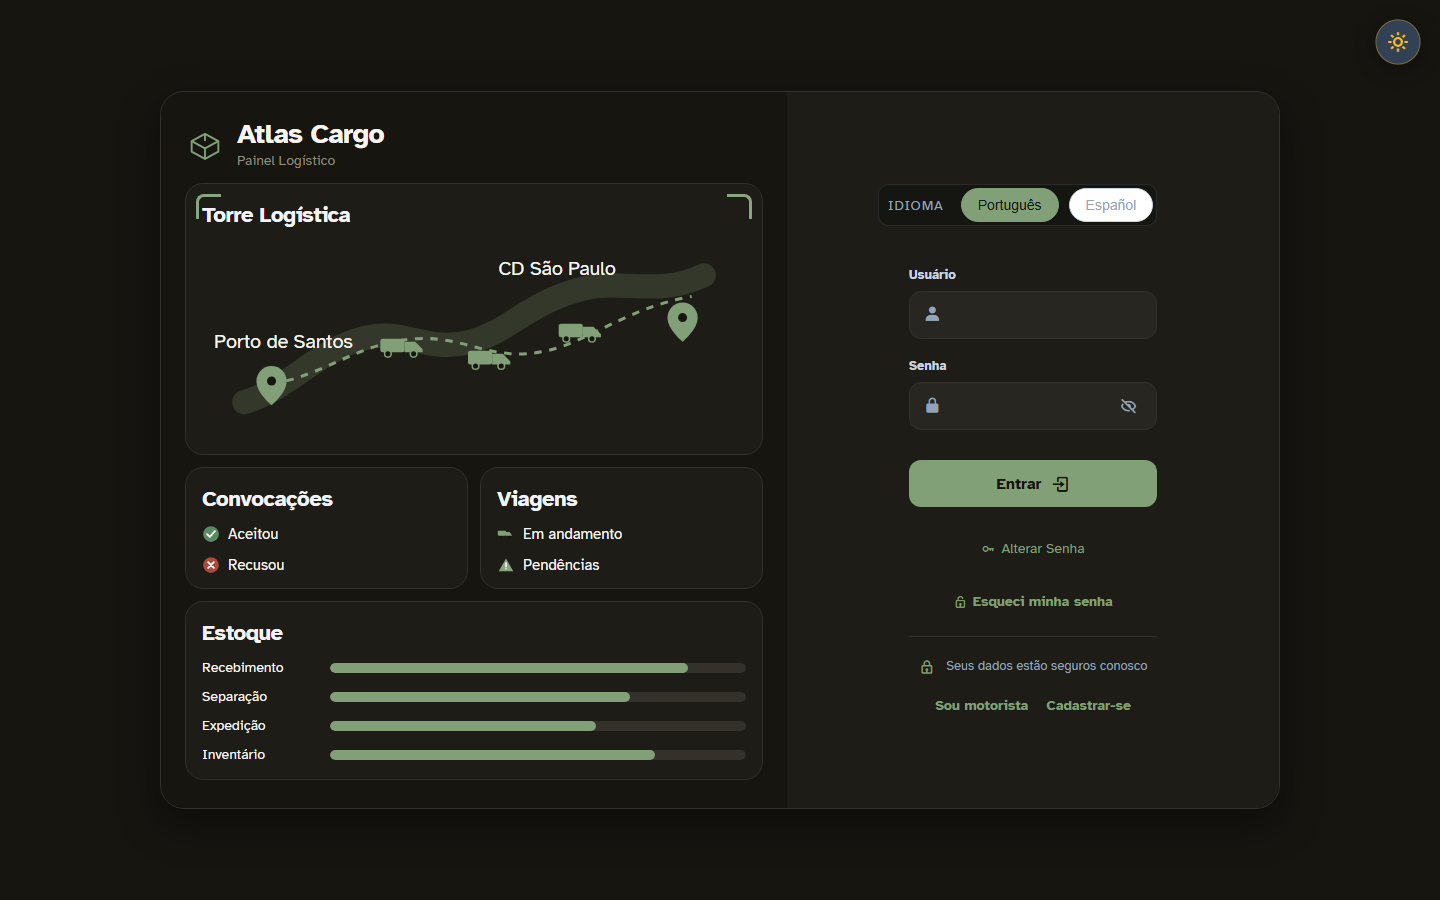 Atlas Cargo
Painel Logístico
Torre Logística
CD São Paulo
Porto de Santos
Convocações
Aceitou
Recusou
Viagens
Em andamento
Pendências
Estoque
Recebimento
Separação
Expedição
Inventário
IDIOMA Português Español
Usuário
Senha
Entrar
Alterar Senha
Esqueci minha senha
Seus dados estão seguros conosco
Sou motorista Cadastrar-se